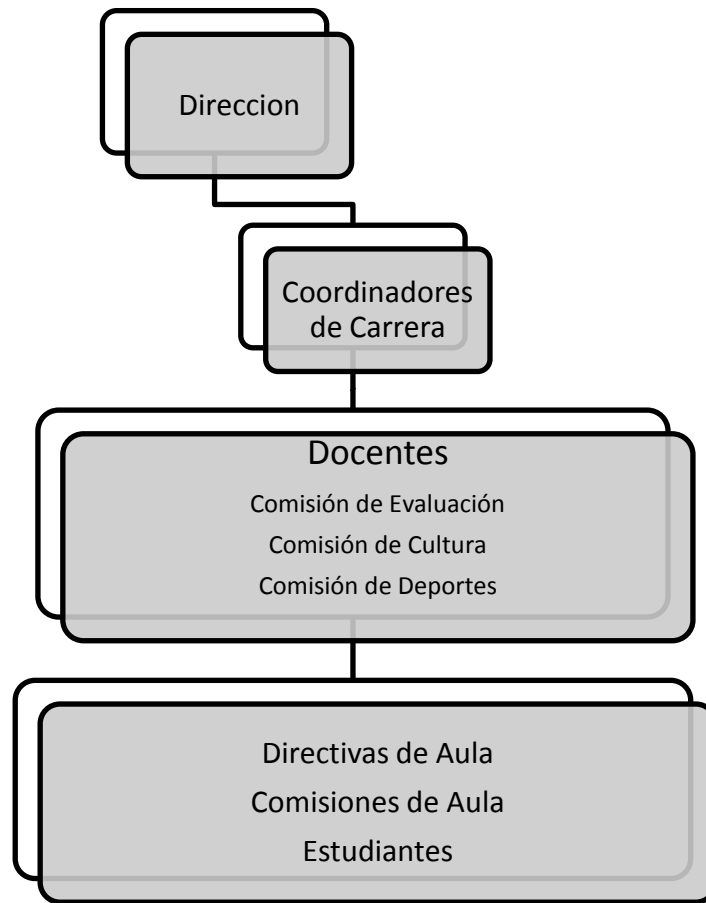 Direccion
Coordinadores
de Carrera
Docentes
Comisión de Evaluación
Comisión de Cultura
Comisión de Deportes
Directivas de Aula
Comisiones de Aula
Estudiantes